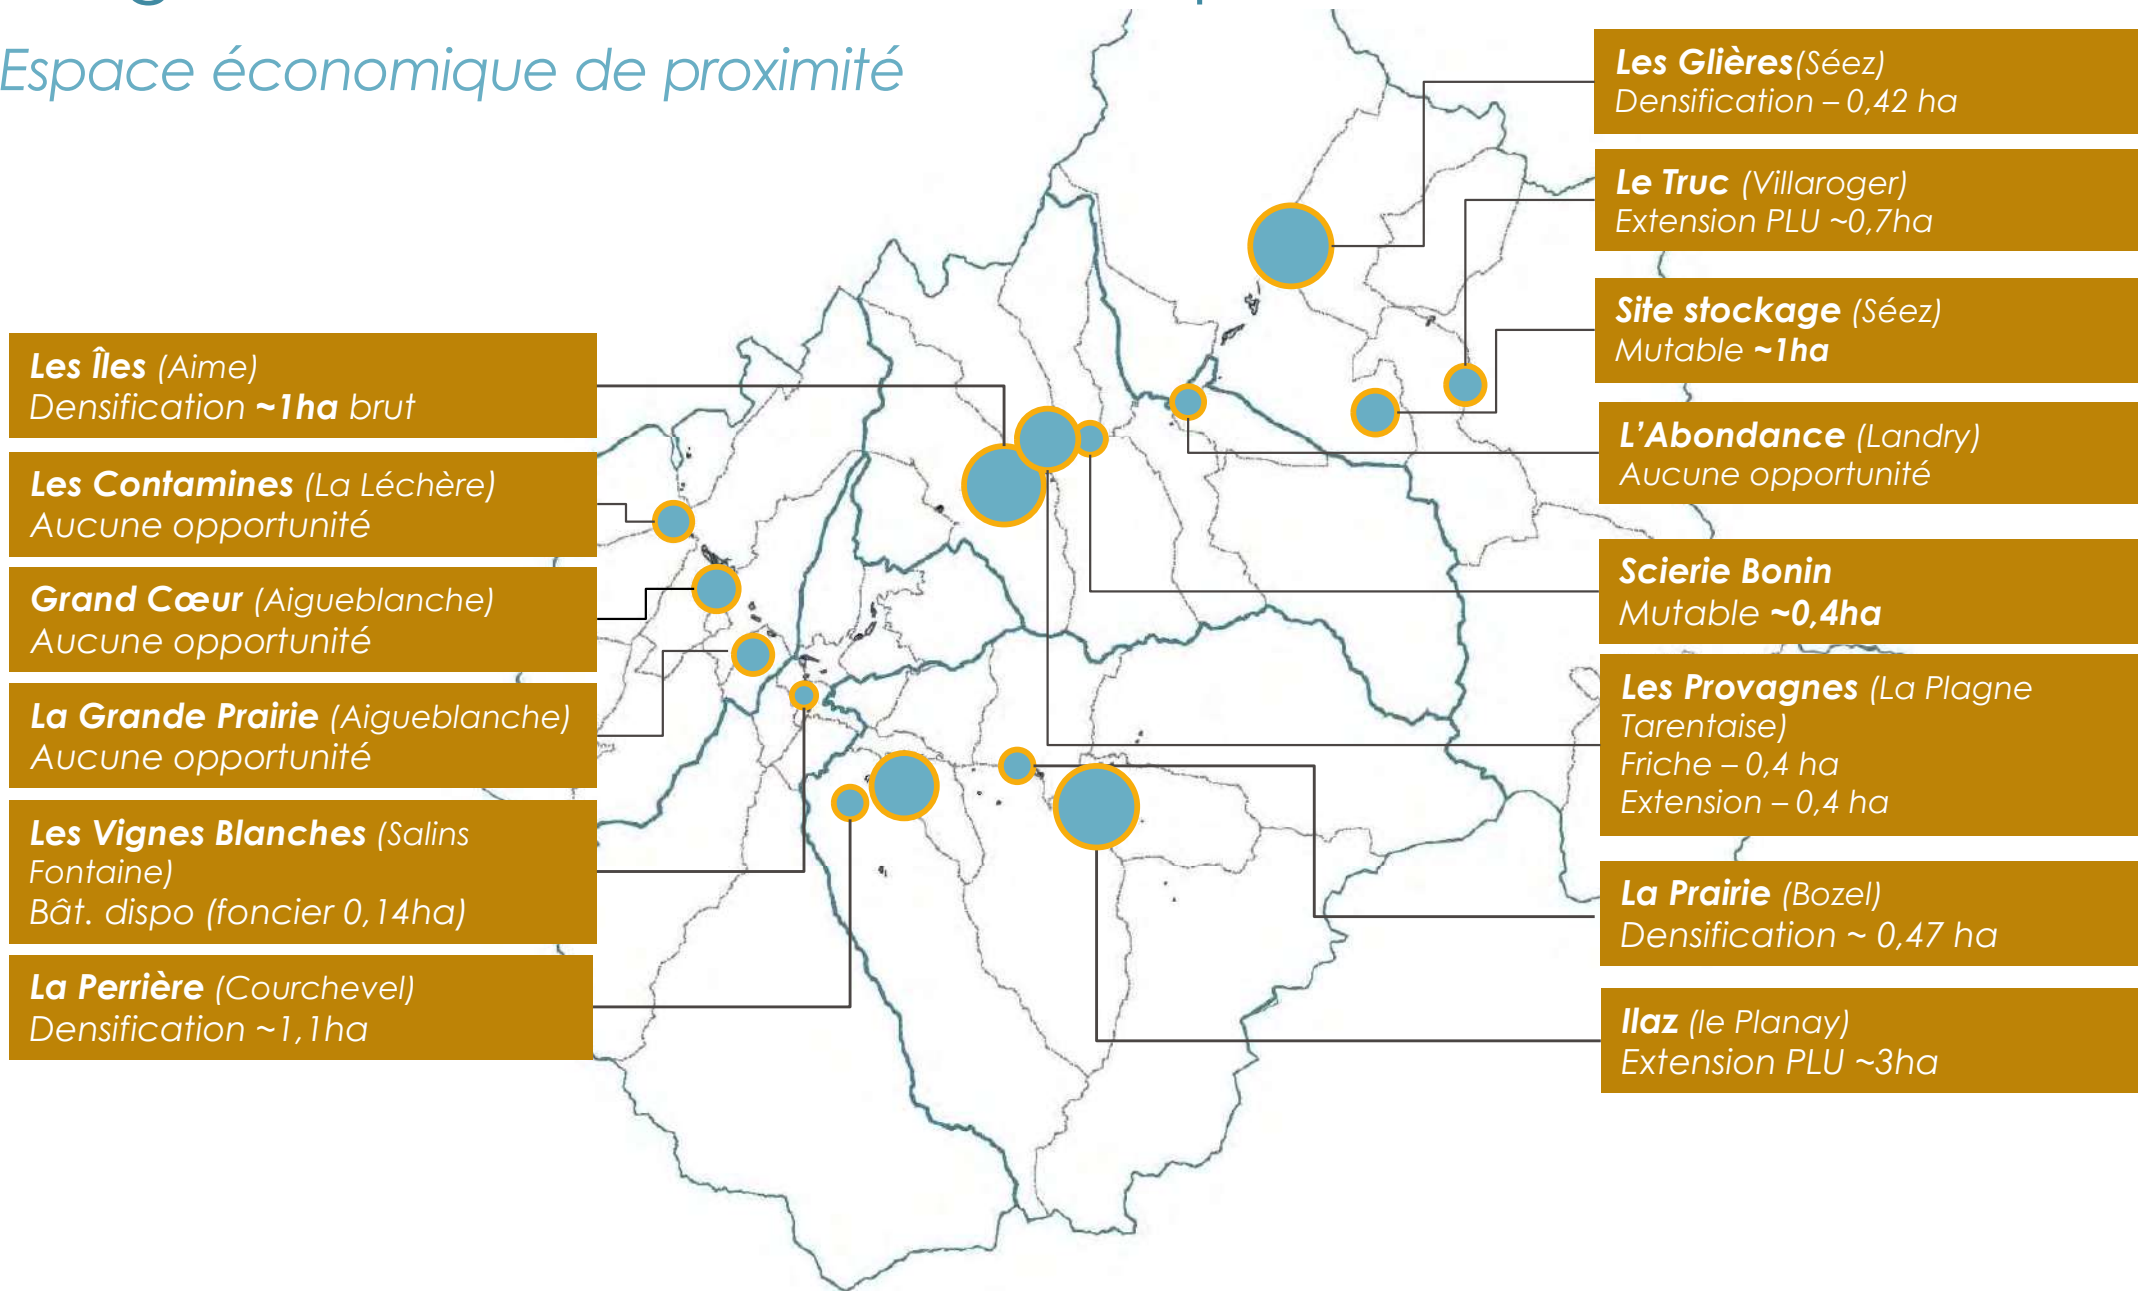 Espace économique de proximité
Les Îles (Aime)
Densification ~1ha brut
Les Contamines (La Léchère)
Aucune opportunité
Grand Cœur (Aigueblanche)
Aucune opportunité
La Grande Prairie (Aigueblanche)
Aucune opportunité
Les Vignes Blanches (Salins
Fontaine)
Bât. dispo (foncier 0,14ha)
La Perrière (Courchevel)
Densification ~1,1ha
Les Glières(Séez)
Densification – 0,42 ha
Le Truc (Villaroger)
Extension PLU ~0,7ha
Site stockage (Séez)
Mutable ~1ha
L'Abondance (Landry)
Aucune opportunité
Scierie Bonin
Mutable ~0,4ha
Les Provagnes (La Plagne
Tarentaise)
Friche – 0,4 ha
Extension – 0,4 ha
La Prairie (Bozel)
Densification ~ 0,47 ha
Ilaz (le Planay)
Extension PLU ~3ha